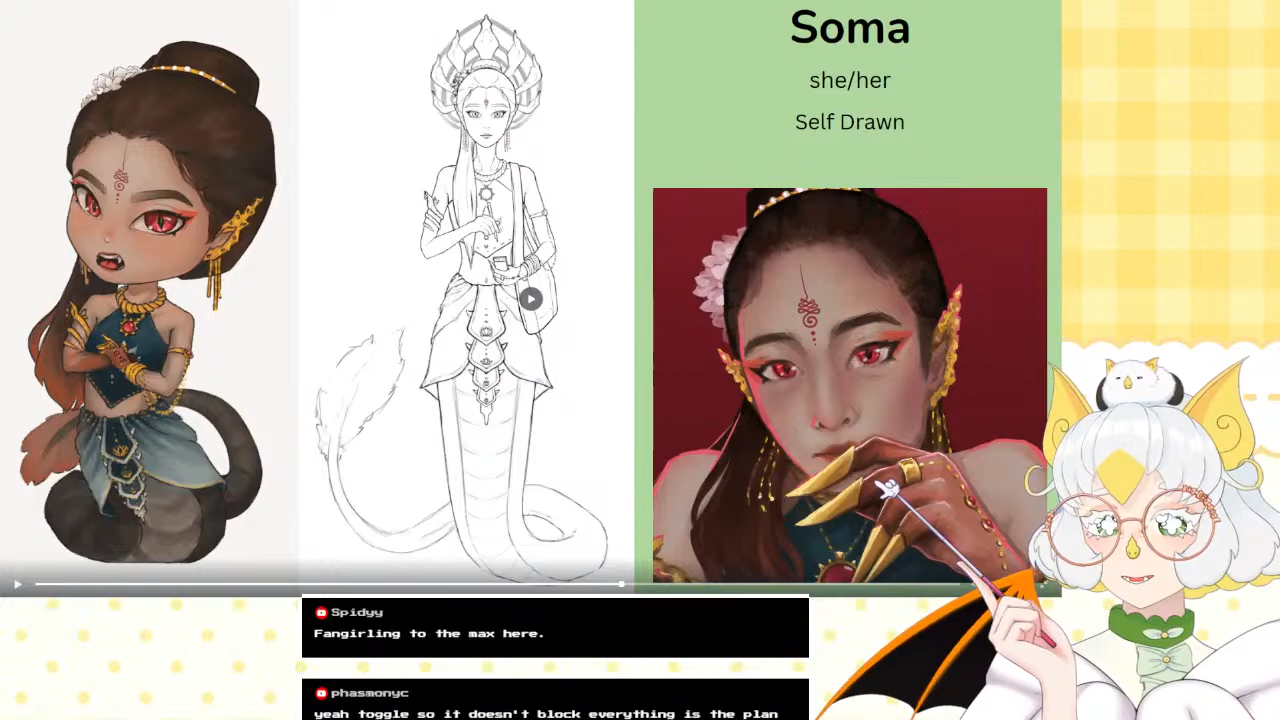 Soma
she/her
Self Drawn
Spidyy
Fangirling to the max here.
phasmonyc
yeah toggle so it doesn't block everything is the plan